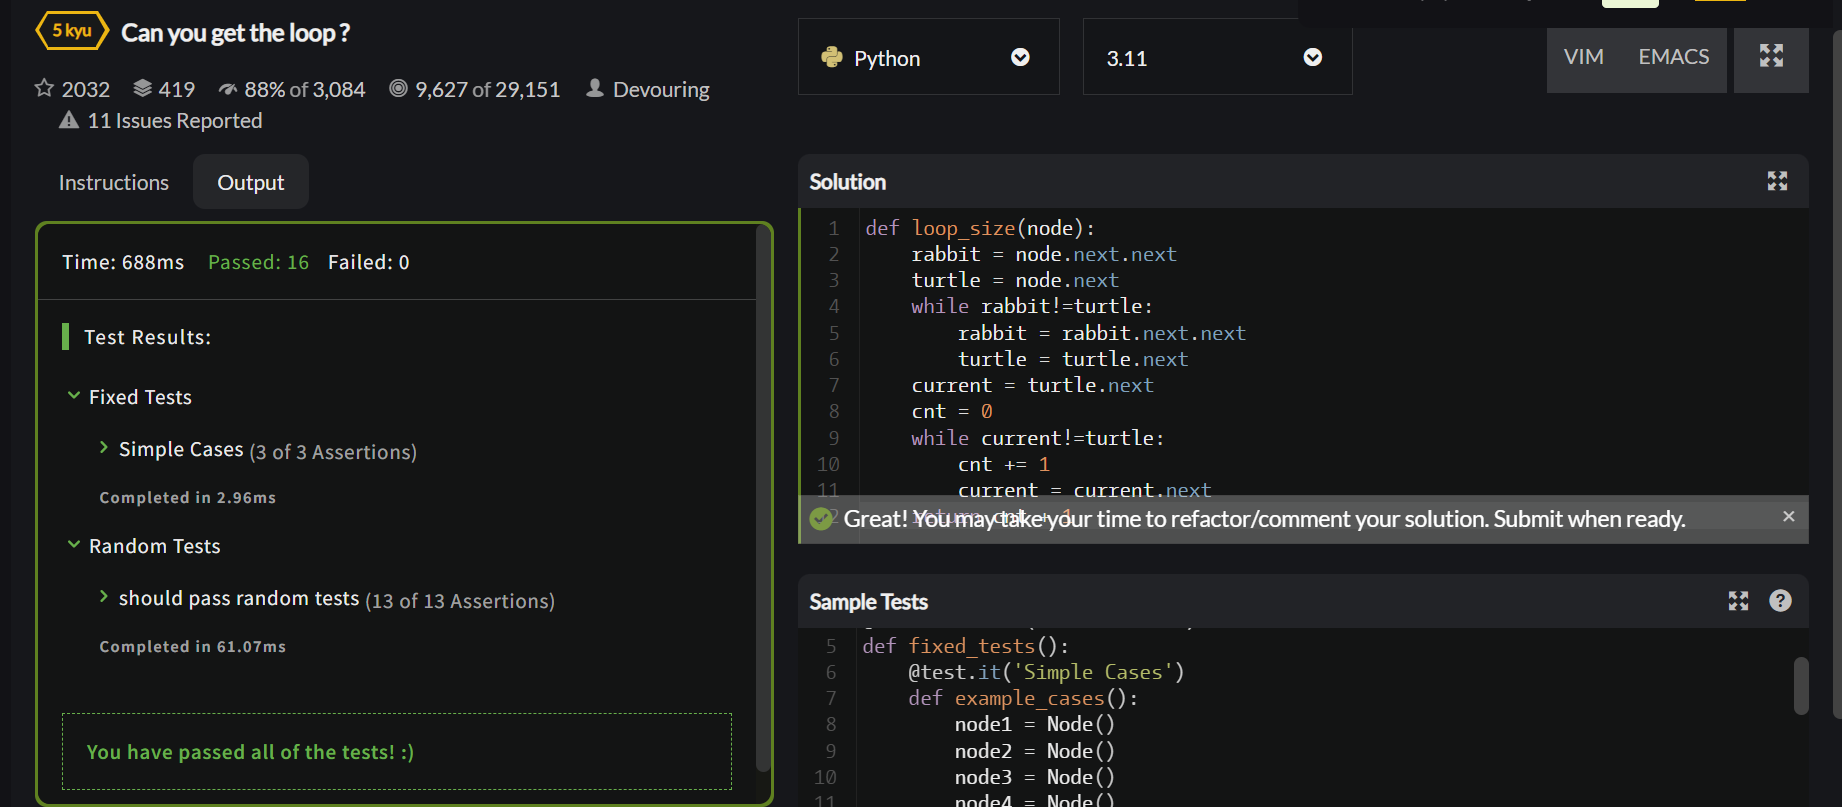 5 kyu
Can you get the loop ?
2032 419 88% of 3,084 9,627 of 29,151 Devouring
11 Issues Reported
Instructions Output
Time: 688ms Passed: 16 Failed: 0
Test Results:
Fixed Tests
Simple Cases (3 of 3 Assertions)
Completed in 2.96ms
Random Tests
should pass random tests (13 of 13 Assertions)
Completed in 61.07ms
You have passed all of the tests! :)
Python 3.11 VIM EMACS
Solution
1 def loop_size(node):
2 rabbit = node.next.next
3 turtle = node.next
4 while rabbit!=turtle:
5 rabbit = rabbit.next.next
6 turtle = turtle.next
7 current = turtle.next
8 cnt = 0
9 while current!=turtle:
10 cnt += 1
11 current = current.next
12 return cnt + 1
Great! You may take your time to refactor/comment your solution. Submit when ready. ×
Sample Tests ?
5 def fixed_tests():
6 @test.it('Simple Cases')
7 def example_cases():
8 node1 = Node()
9 node2 = Node()
10 node3 = Node()
11 node4 = Node()